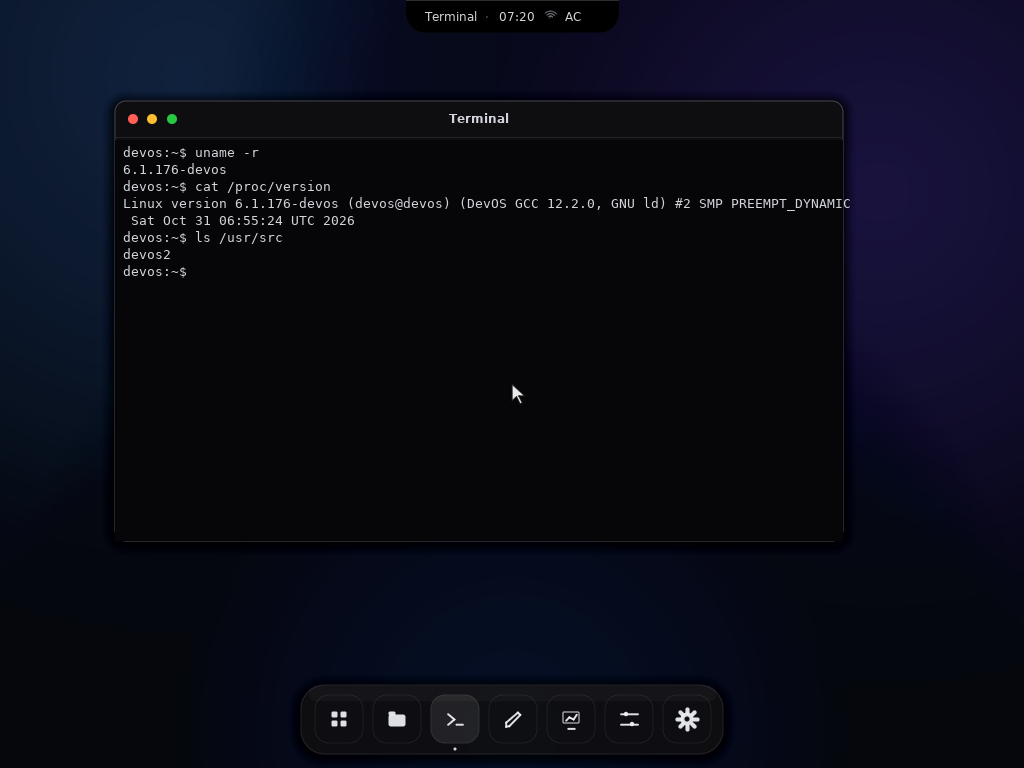 Terminal · 07:20 AC
Terminal
devos:~$ uname -r
6.1.176-devos
devos:~$ cat /proc/version
Linux version 6.1.176-devos (devos@devos) (DevOS GCC 12.2.0, GNU ld) #2 SMP PREEMPT_DYNAMIC
 Sat Oct 31 06:55:24 UTC 2026
devos:~$ ls /usr/src
devos2
devos:~$